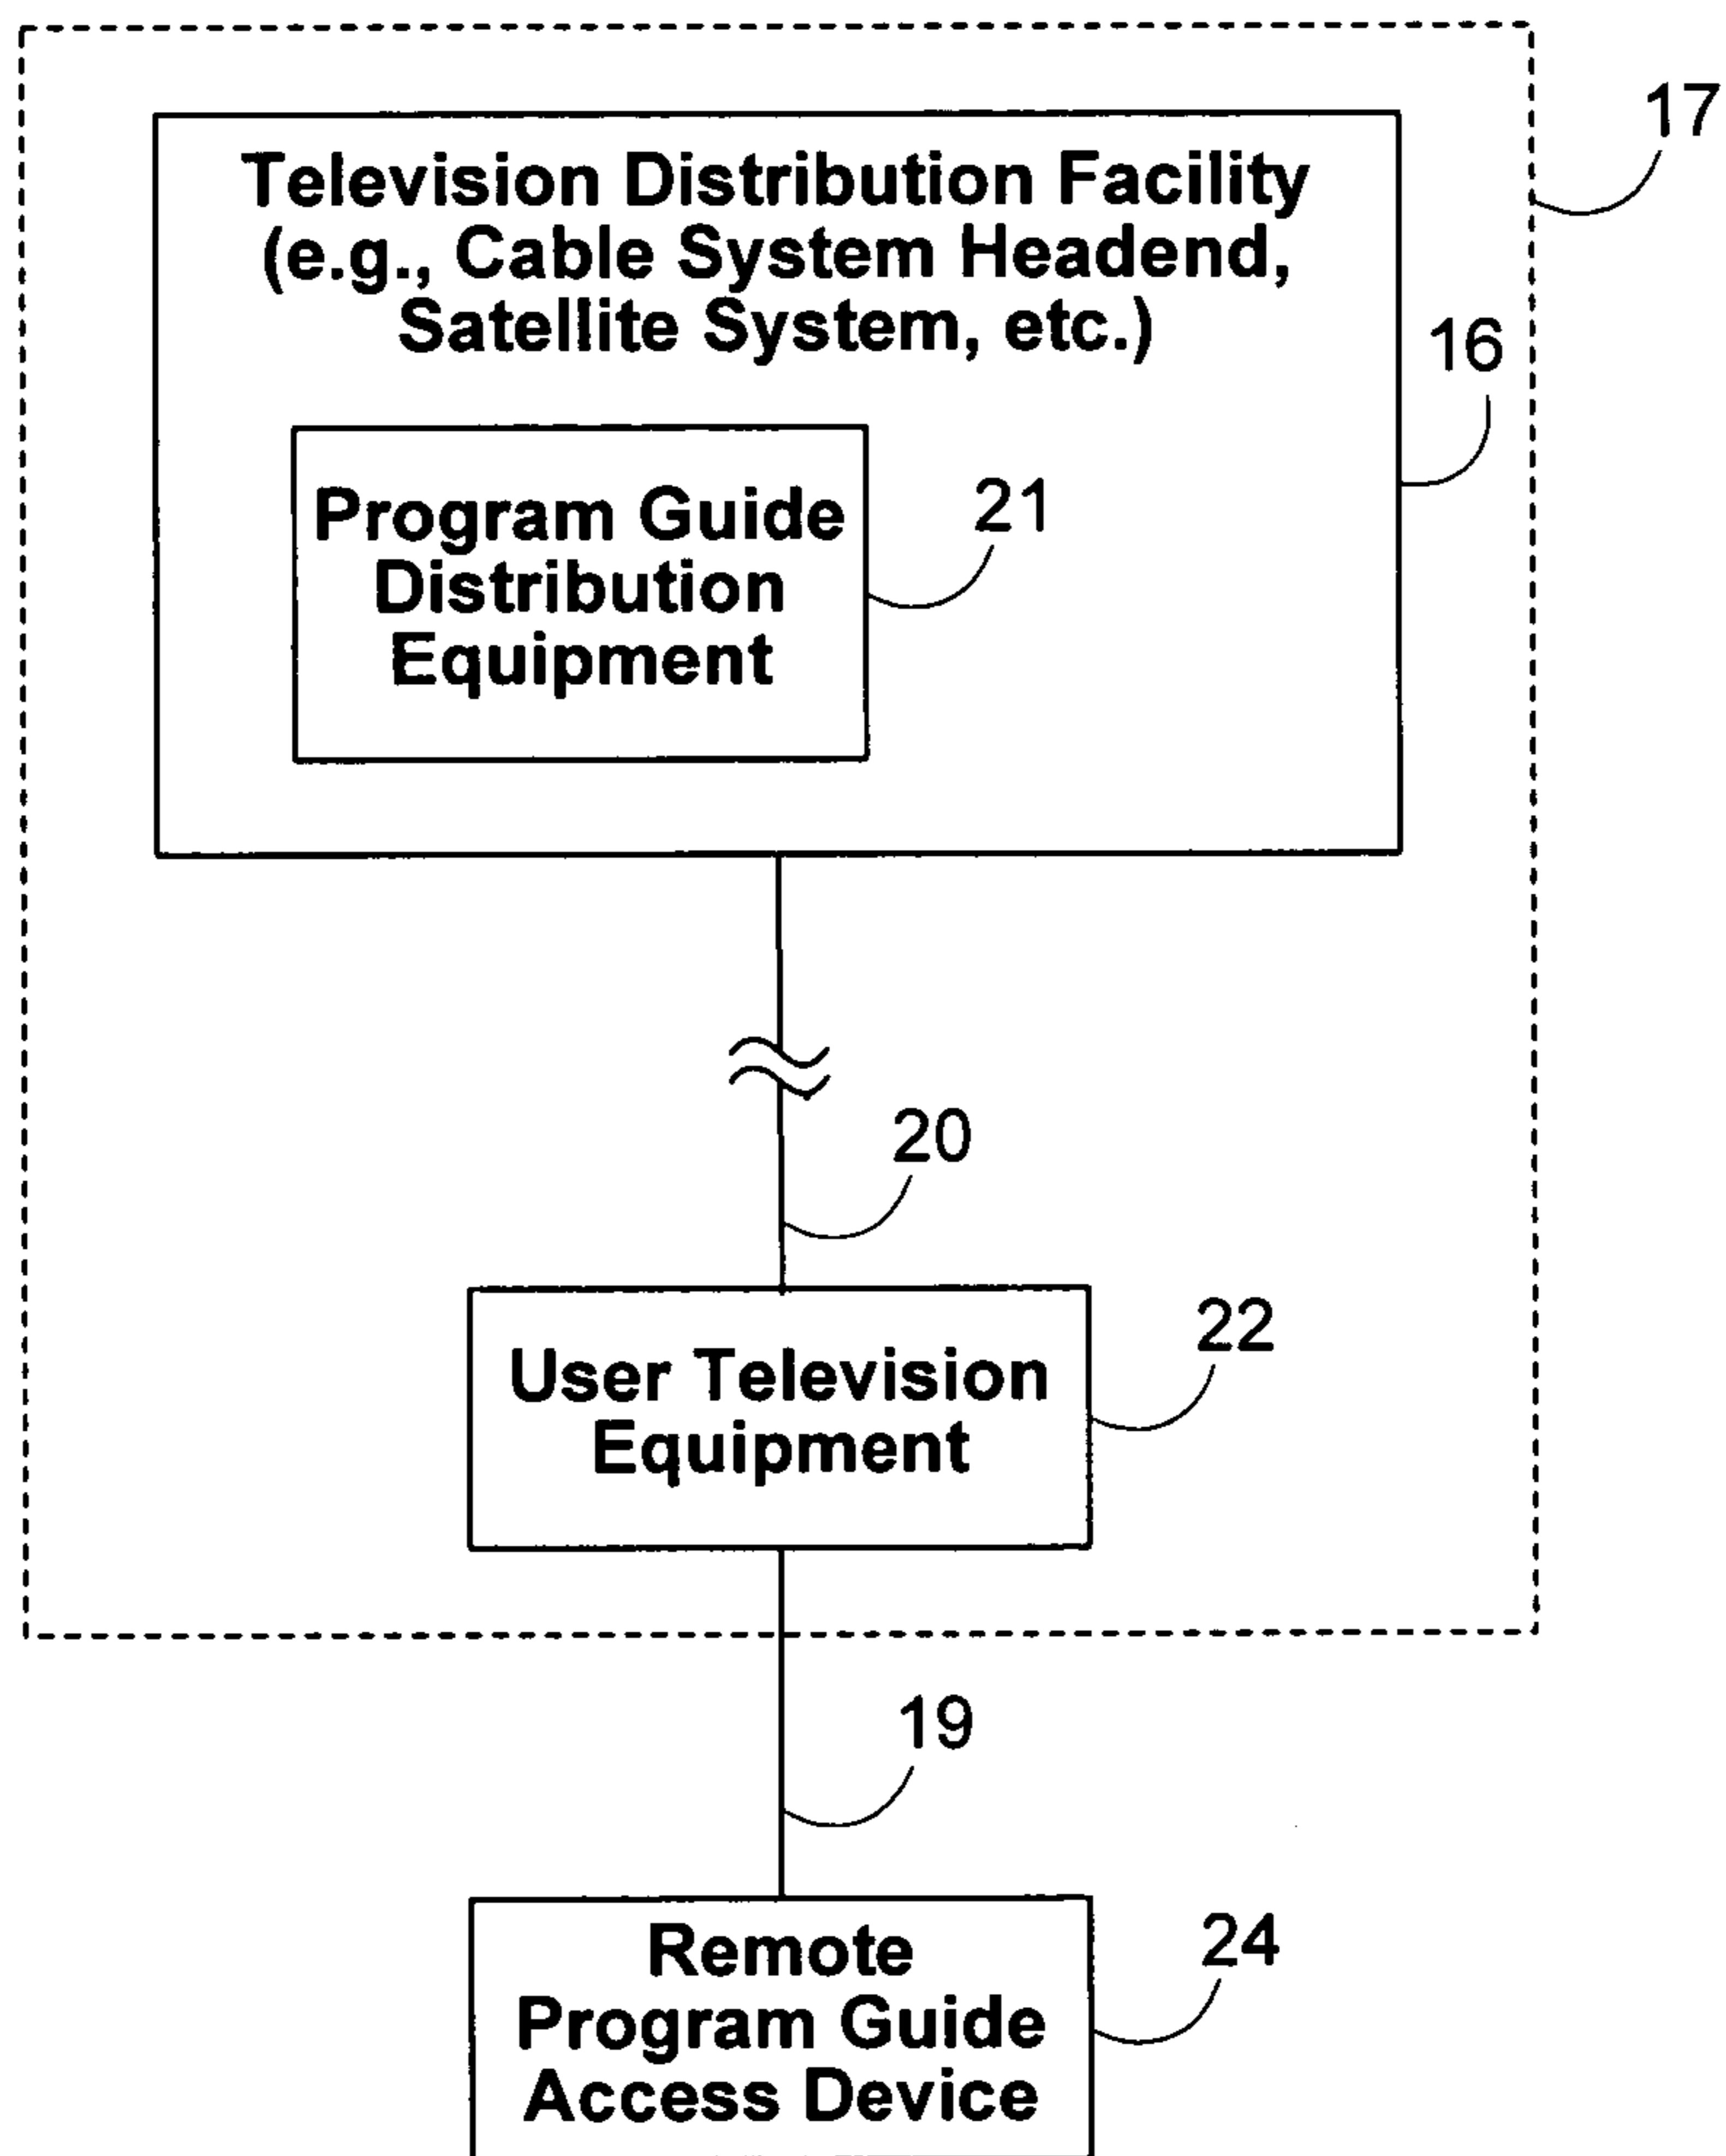 17
Television Distribution Facility
(e.g., Cable System Headend,
Satellite System, etc.)
16
Program Guide
Distribution
Equipment
21
20
User Television
Equipment
22
19
Remote
Program Guide
Access Device
24